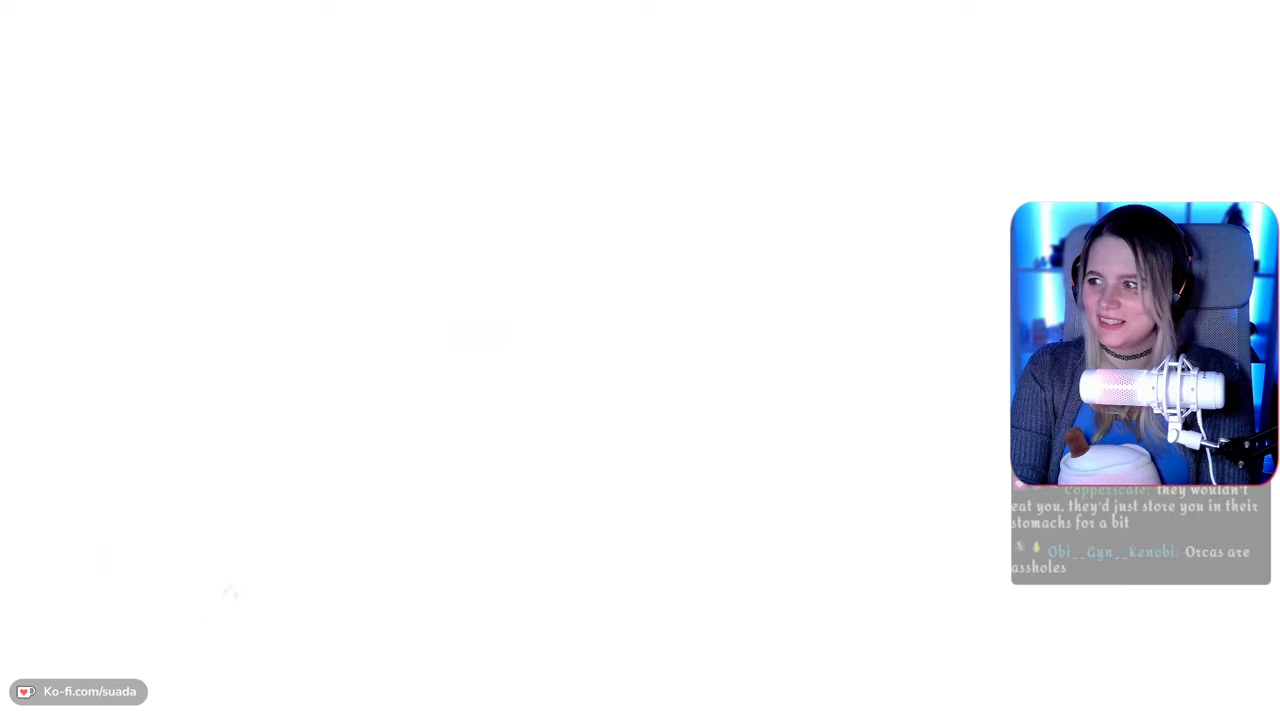 Copperscale: they wouldn't
eat you, they'd just store you in their
stomachs for a bit
Obi__Gyn__Kenobi: Orcas are
assholes
Ko-fi.com/suada